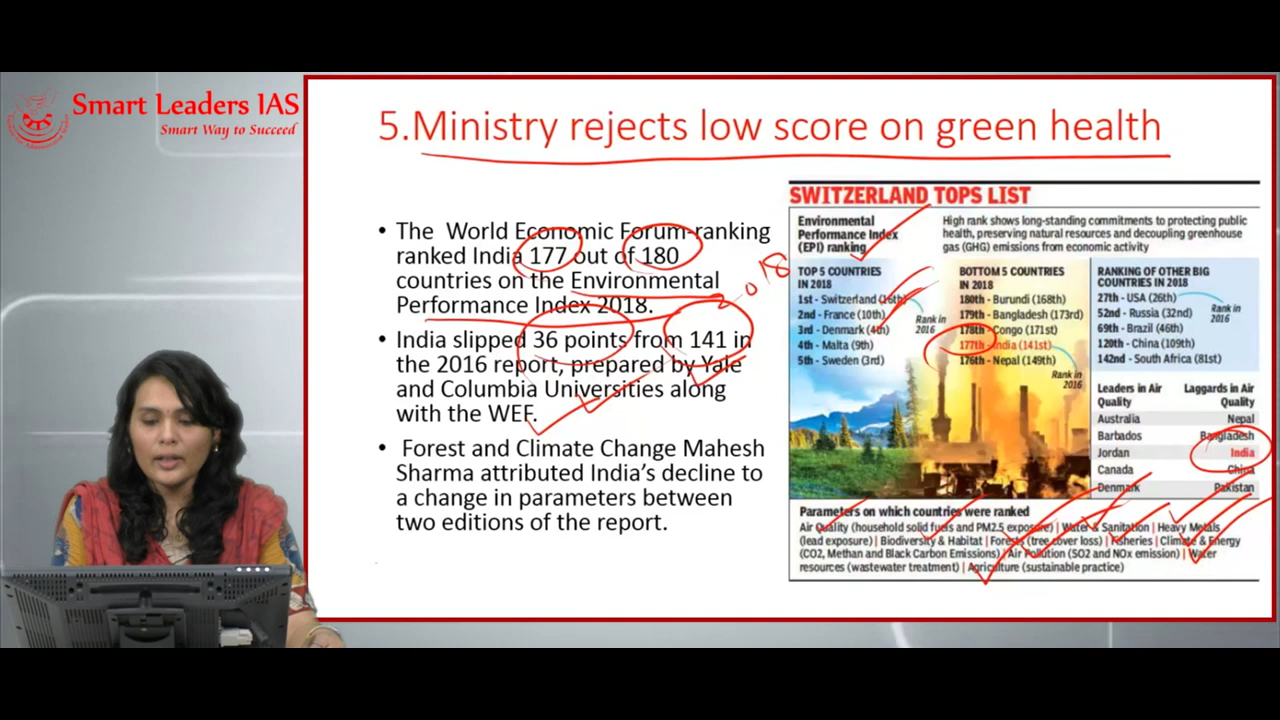 Smart Leaders IAS
Smart Way to Succeed
5.Ministry rejects low score on green health
• The World Economic Forum-ranking
ranked India 177 out of 180
countries on the Environmental
Performance Index 2018.
• India slipped 36 points from 141 in
the 2016 report, prepared by Yale
and Columbia Universities along
with the WEF.
• Forest and Climate Change Mahesh
Sharma attributed India's decline to
a change in parameters between
two editions of the report.
2018
SWITZERLAND TOPS LIST
Environmental
Performance Index
(EPI) ranking
High rank shows long-standing commitments to protecting public
health, preserving natural resources and decoupling greenhouse
gas (GHG) emissions from economic activity
TOP 5 COUNTRIES
IN 2018
1st - Switzerland (16th)
2nd - France (10th)
3rd - Denmark (4th)
4th - Malta (9th)
5th - Sweden (3rd)
Rank in
2016
BOTTOM 5 COUNTRIES
IN 2018
180th - Burundi (168th)
179th - Bangladesh (173rd)
178th - Congo (171st)
177th - India (141st)
176th - Nepal (149th)
Rank in
2016
RANKING OF OTHER BIG
COUNTRIES IN 2018
27th - USA (26th)
52nd - Russia (32nd)
69th - Brazil (46th)
120th - China (109th)
142nd - South Africa (81st)
Rank in
2016
Leaders in Air
Quality
Australia
Barbados
Jordan
Canada
Denmark
Laggards in Air
Quality
Nepal
Bangladesh
India
China
Pakistan
Parameters on which countries were ranked
Air Quality (household solid fuels and PM2.5 exposure) | Water & Sanitation | Heavy Metals
(lead exposure) | Biodiversity & Habitat | Forests (tree cover loss) | Fisheries | Climate & Energy
(CO2, Methan and Black Carbon Emissions) | Air Pollution (SO2 and NOx emission) | Water
resources (wastewater treatment) | Agriculture (sustainable practice)